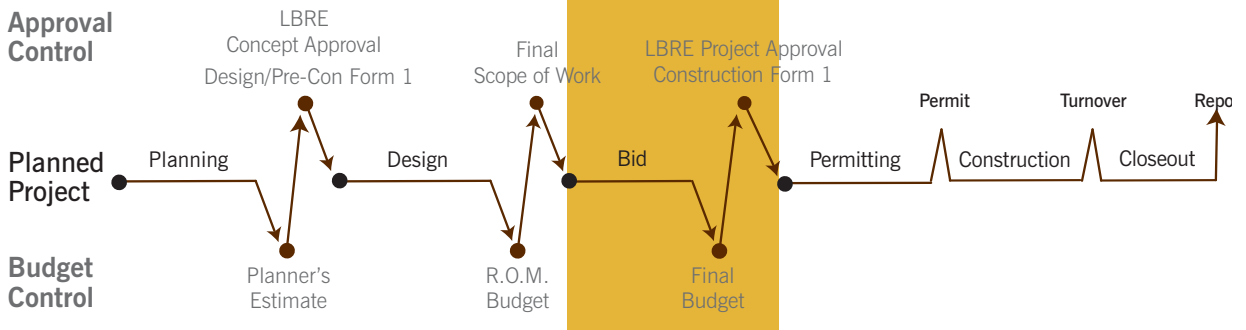 Approval
Control
LBRE
Concept Approval
Design/Pre-Con Form 1
Final
Scope of Work
LBRE Project Approval
Construction Form 1
Permit
Turnover
Repo
Planned
Project
Planning
Design
Bid
Permitting
Construction
Closeout
Budget
Control
Planner's
Estimate
R.O.M.
Budget
Final
Budget